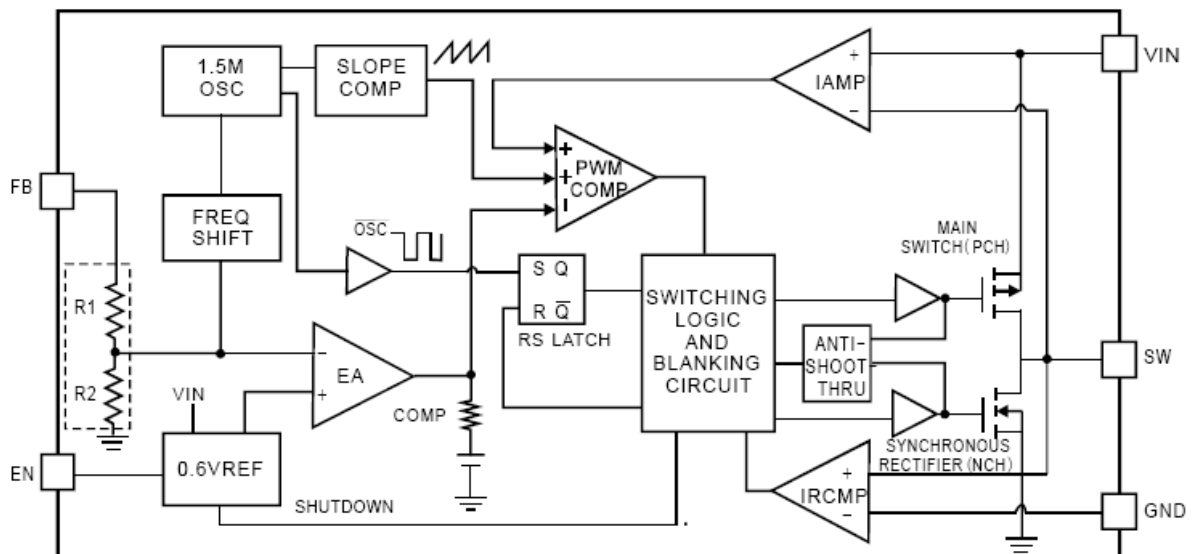 1.5M
OSC
SLOPE
COMP
+
IAMP
−
VIN
FB
FREQ
SHIFT
+
+
-
PWM
COMP
OSC
R1
R2
S Q
R Q
RS LATCH
SWITCHING
LOGIC
AND
BLANKING
CIRCUIT
MAIN
SWITCH(PCH)
ANTI-
SHOOT-
THRU
SW
−
EA
+
COMP
VIN
EN
0.6VREF
SHUTDOWN
SYNCHRONOUS
RECTIFIER(NCH)
+
IRCMP
−
GND